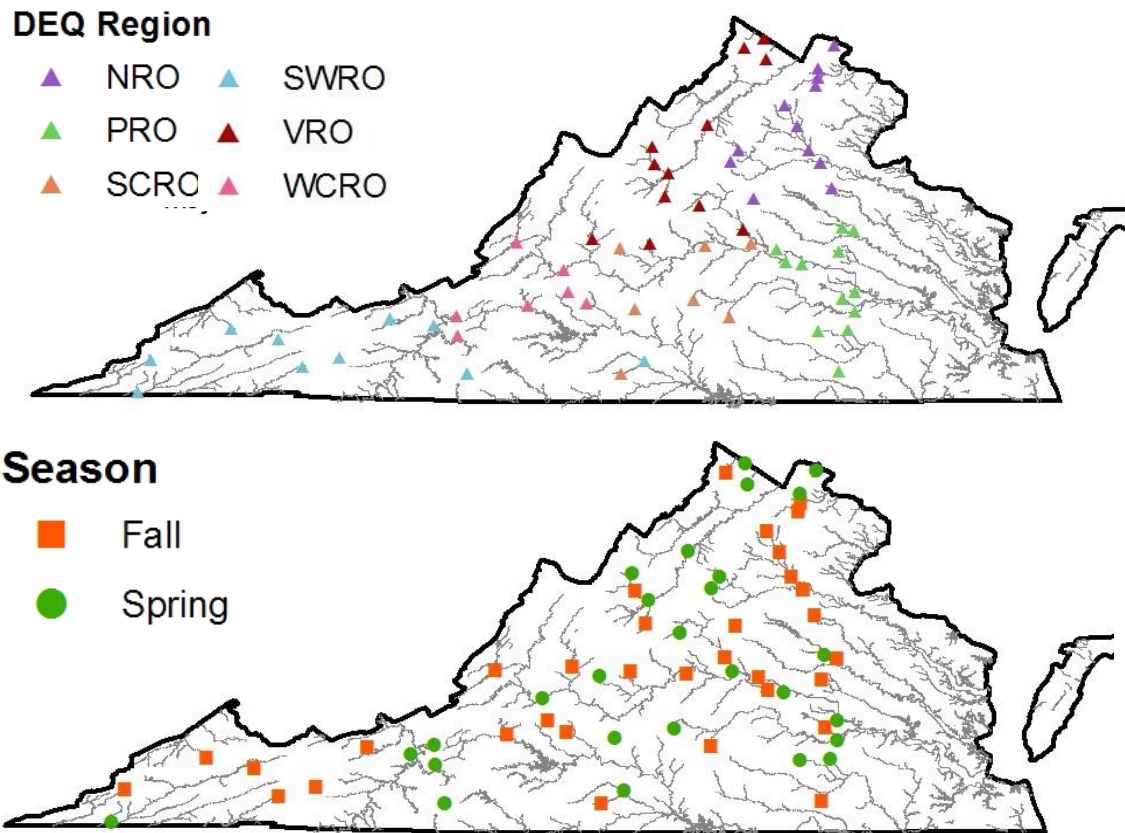 DEQ Region
NRO SWRO
PRO VRO
SCRO WCRO
Season
Fall
Spring